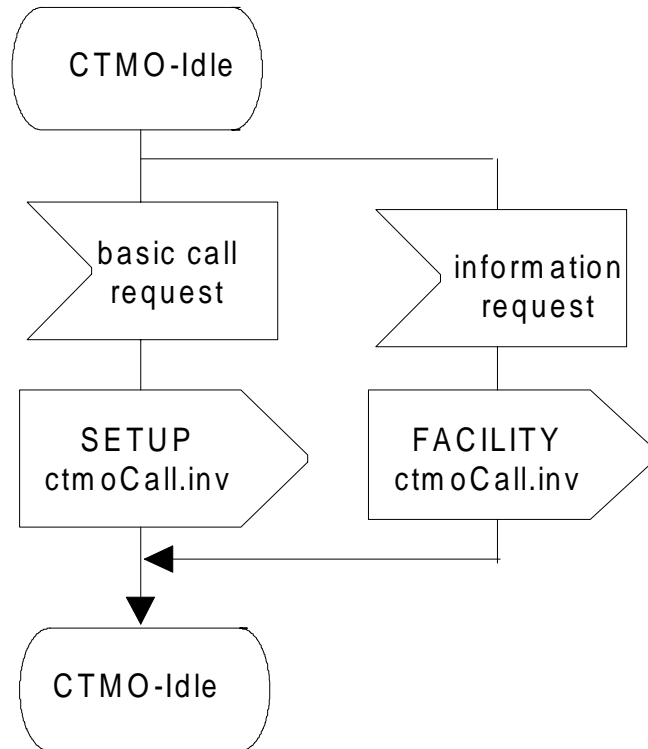 CTMO-Idle
basic call
request
information
request
SETUP
ctmoCall.inv
FACILITY
ctmoCall.inv
CTMO-Idle